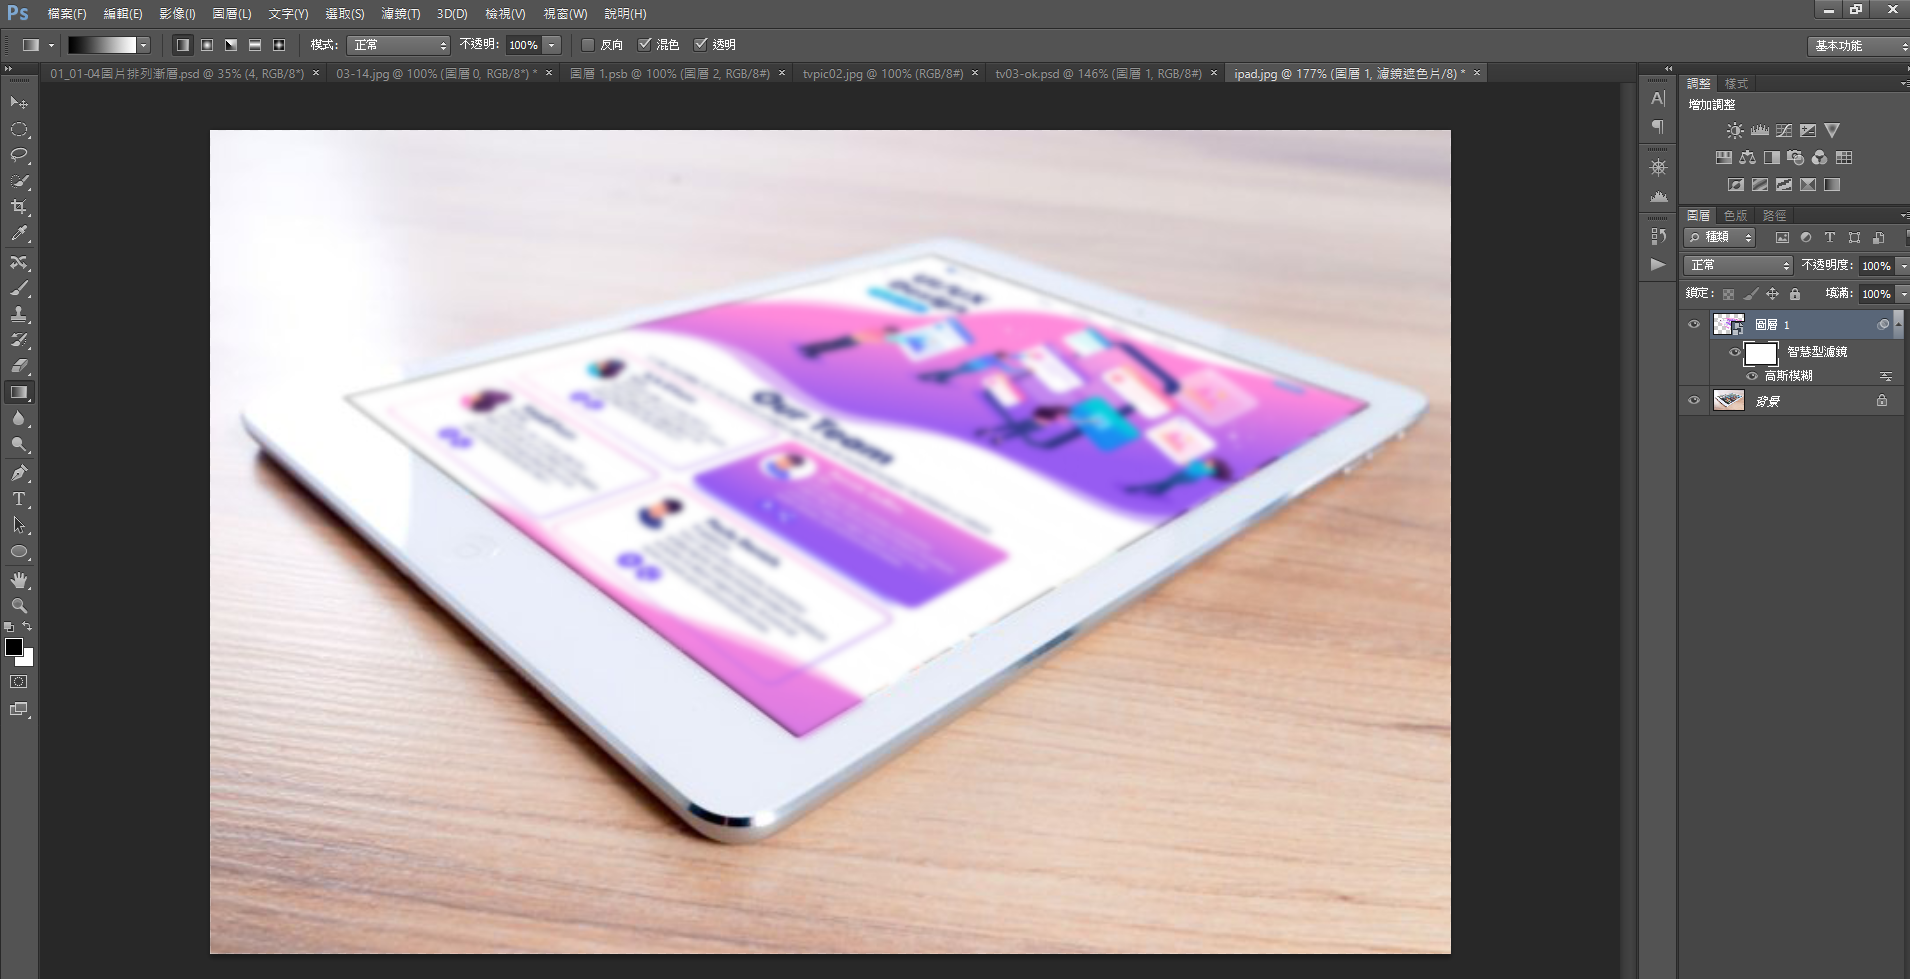 Ps 檔案(F) 編輯(E) 影像(I) 圖層(L) 文字(Y) 選取(S) 濾鏡(T) 3D(D) 檢視(V) 視窗(W) 說明(H)
模式: 正常 不透明: 100% 反向 混色 透明 基本功能
01_01-04圖片排列漸層.psd @ 35% (4, RGB/8*) × 03-14.jpg @ 100% (圖層 0, RGB/8*) * × 圖層 1.psb @ 100% (圖層 2, RGB/8#) × tvpic02.jpg @ 100% (RGB/8#) × tv03-ok.psd @ 146% (圖層 1, RGB/8#) × ipad.jpg @ 177% (圖層 1, 濾鏡遮色片/8) * ×
調整 樣式
增加調整
圖層 色版 路徑
種類
正常 不透明度: 100%
鎖定: 填滿: 100%
圖層 1
智慧型濾鏡
高斯模糊
背景
Our Team